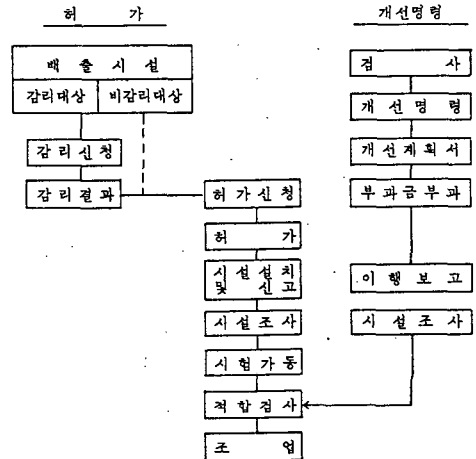 허 가
배 출 시 설
감리대상 비감리대상
감 리 신 청
감 리 결 과
허 가 신 청
허 가
시 설 설 치
및 신 고
시 설 조 사
시 험 가 동
적 합 검 사
조 업
개 선 명 령
검 사
개 선 명 령
개 선 계 획 서
부 과 금 부 과
이 행 보 고
시 설 조 사